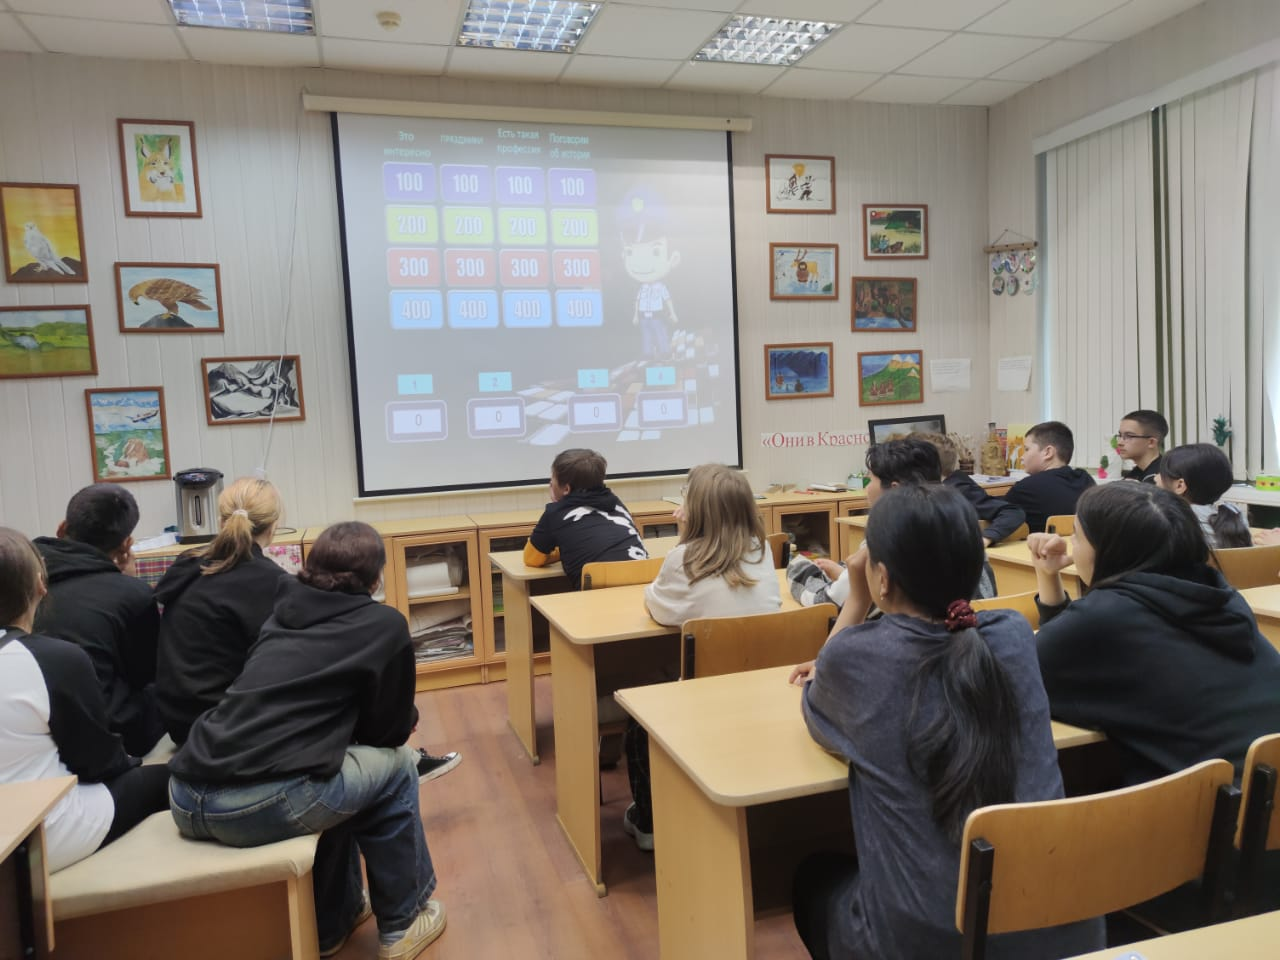 Это
интересно
праздники
Есть такая
профессия
Поговорим
об истории
100 100 100 100
200 200 200 200
300 300 300 300
400 400 400 400
1 2 3 4
0 0 0 0
«Они в Красно